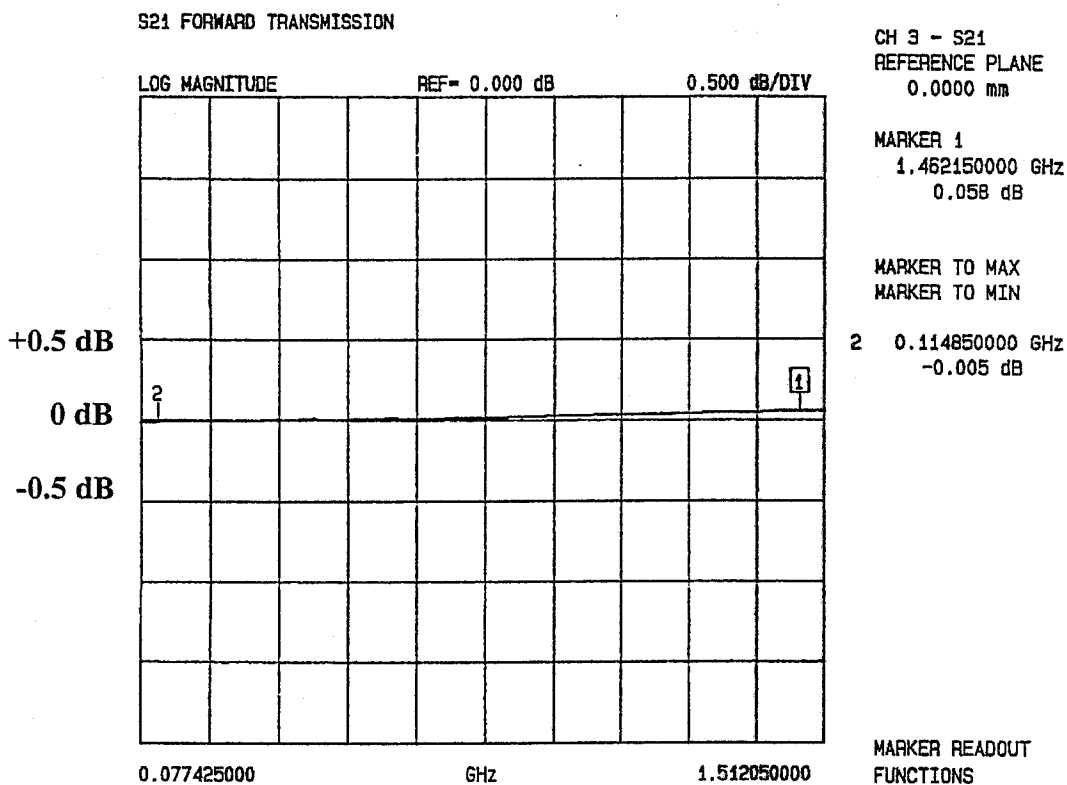 S21 FORWARD TRANSMISSION
LOG MAGNITUDE REF= 0.000 dB 0.500 dB/DIV
CH 3 - S21
REFERENCE PLANE
0.0000 mm
MARKER 1
1.462150000 GHz
0.058 dB
MARKER TO MAX
MARKER TO MIN
2 0.114850000 GHz
-0.005 dB
+0.5 dB
0 dB
-0.5 dB
2
1
0.077425000 GHz 1.512050000
MARKER READOUT
FUNCTIONS